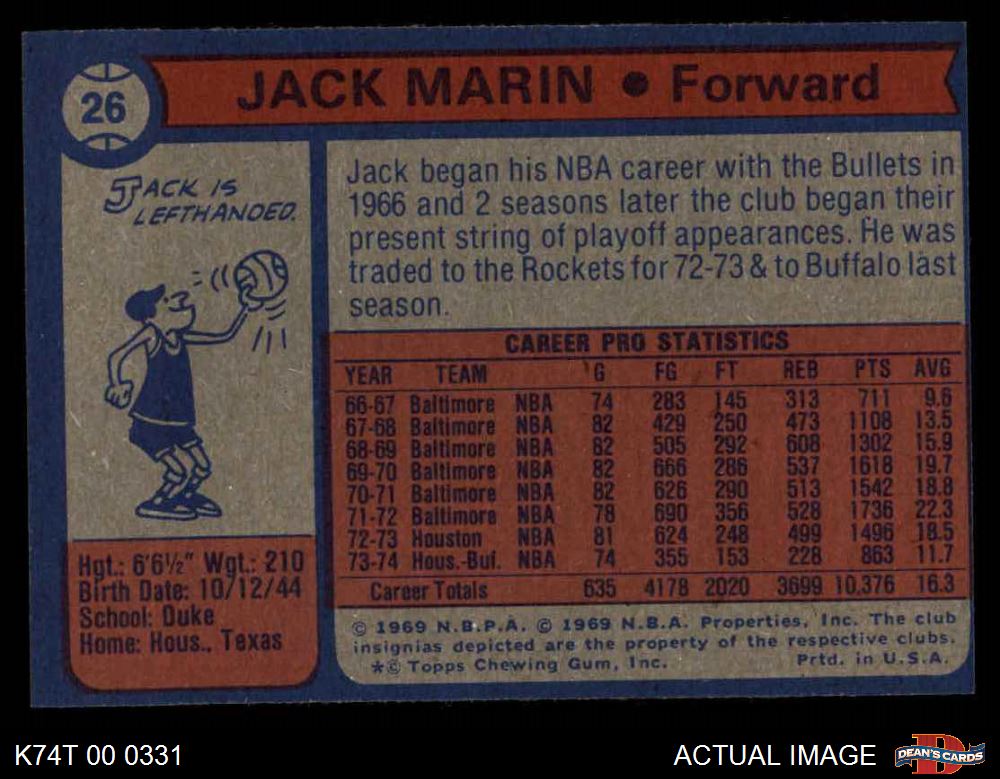 26
JACK MARIN ● Forward
JACK IS
LEFTHANDED.
Jack began his NBA career with the Bullets in
1966 and 2 seasons later the club began their
present string of playoff appearances. He was
traded to the Rockets for 72-73 & to Buffalo last
season.
CAREER PRO STATISTICS
YEAR TEAM G FG FT REB PTS AVG
66-67 Baltimore NBA 74 283 145 313 711 9.6
67-68 Baltimore NBA 82 429 250 473 1108 13.5
68-69 Baltimore NBA 82 505 292 608 1302 15.9
69-70 Baltimore NBA 82 666 286 537 1618 19.7
70-71 Baltimore NBA 82 626 290 513 1542 18.8
71-72 Baltimore NBA 78 690 356 528 1736 22.3
72-73 Houston NBA 81 624 248 499 1496 18.5
73-74 Hous.-Buf. NBA 74 355 153 228 863 11.7
Career Totals 635 4178 2020 3699 10,376 16.3
Hgt.: 6'6½" Wgt.: 210
Birth Date: 10/12/44
School: Duke
Home: Hous., Texas
© 1969 N.B.P.A. © 1969 N.B.A. Properties, Inc. The club
insignias depicted are the property of the respective clubs.
*© Topps Chewing Gum, Inc. Prtd. in U.S.A.
K74T 00 0331
ACTUAL IMAGE
D
DEAN'S CARDS